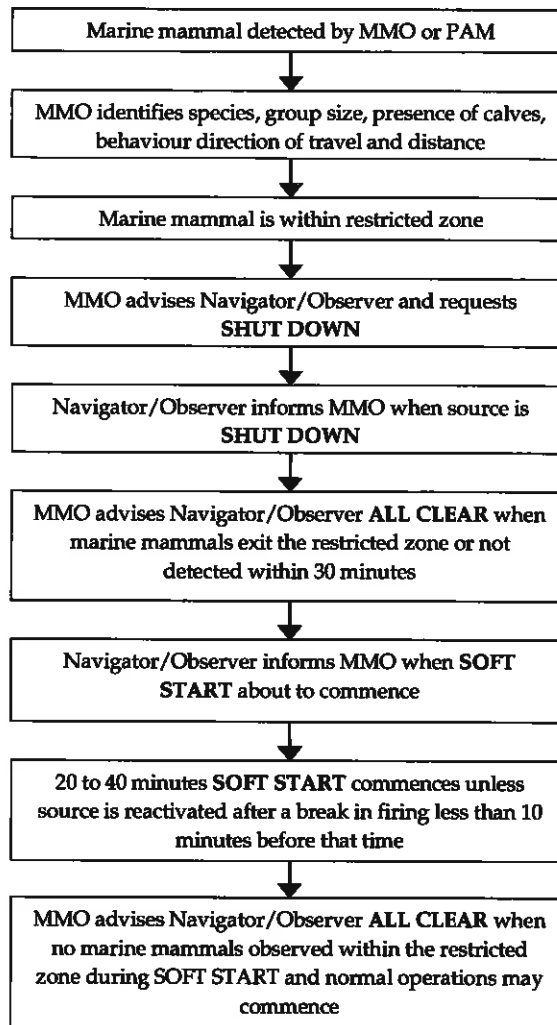 Marine mammal detected by MMO or PAM
MMO identifies species, group size, presence of calves,
behaviour direction of travel and distance
Marine mammal is within restricted zone
MMO advises Navigator/Observer and requests
SHUT DOWN
Navigator/Observer informs MMO when source is
SHUT DOWN
MMO advises Navigator/Observer ALL CLEAR when
marine mammals exit the restricted zone or not
detected within 30 minutes
Navigator/Observer informs MMO when SOFT
START about to commence
20 to 40 minutes SOFT START commences unless
source is reactivated after a break in firing less than 10
minutes before that time
MMO advises Navigator/Observer ALL CLEAR when
no marine mammals observed within the restricted
zone during SOFT START and normal operations may
commence